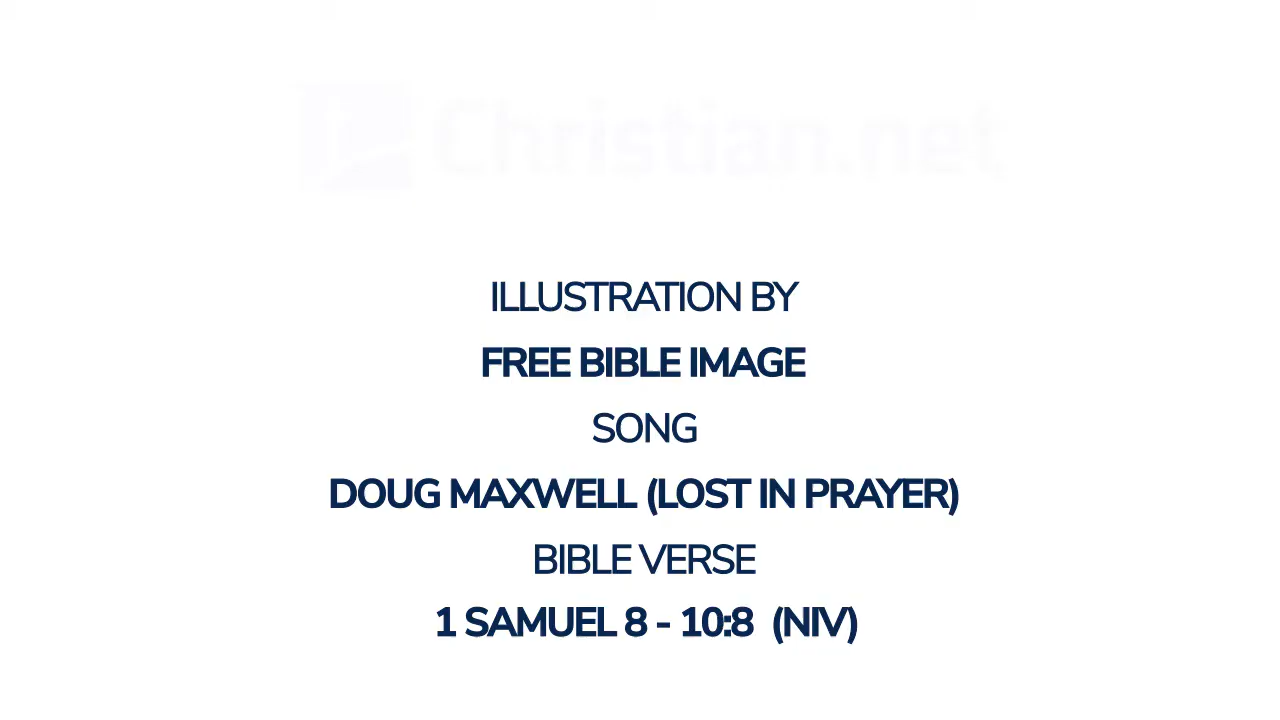 Christian.net
ILLUSTRATION BY
FREE BIBLE IMAGE
SONG
DOUG MAXWELL (LOST IN PRAYER)
BIBLE VERSE
1 SAMUEL 8 - 10:8 (NIV)